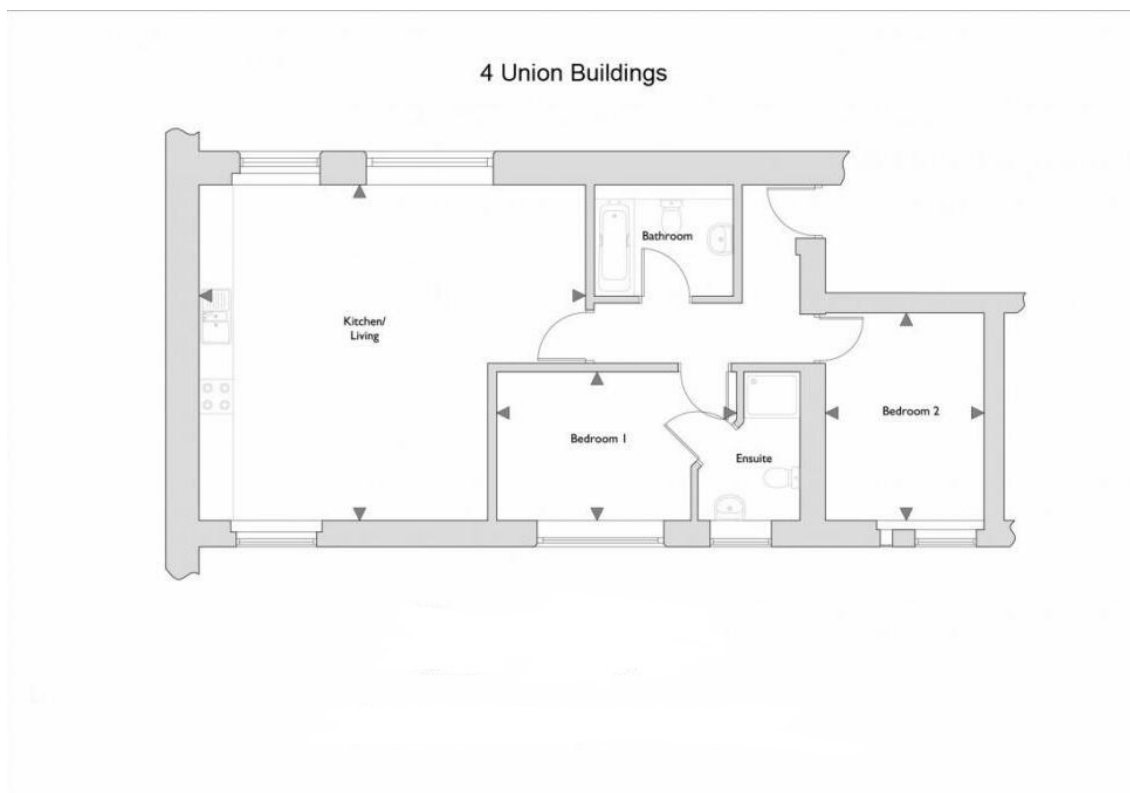 4 Union Buildings
Bathroom
Kitchen/
Living
Bedroom 2
Bedroom 1
Ensuite